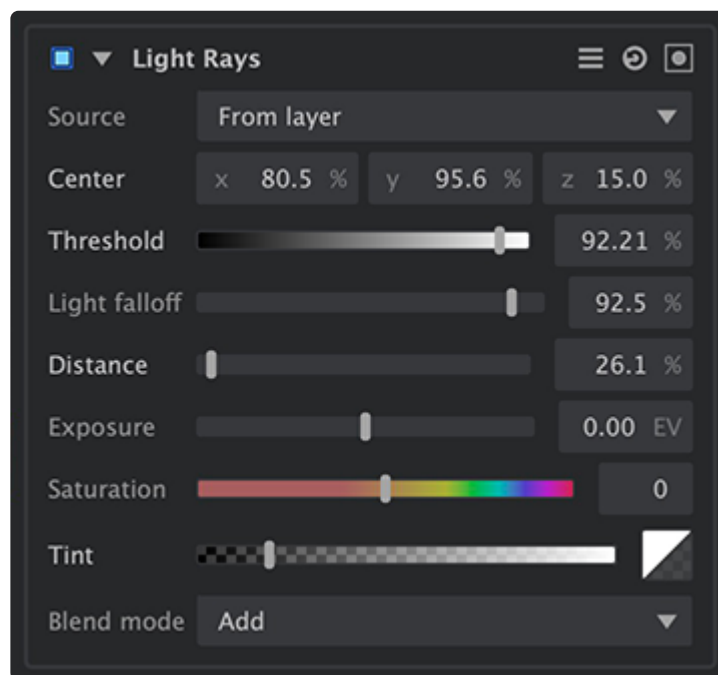 Light Rays
Source From layer
Center x 80.5 % y 95.6 % z 15.0 %
Threshold 92.21 %
Light falloff 92.5 %
Distance 26.1 %
Exposure 0.00 EV
Saturation 0
Tint
Blend mode Add